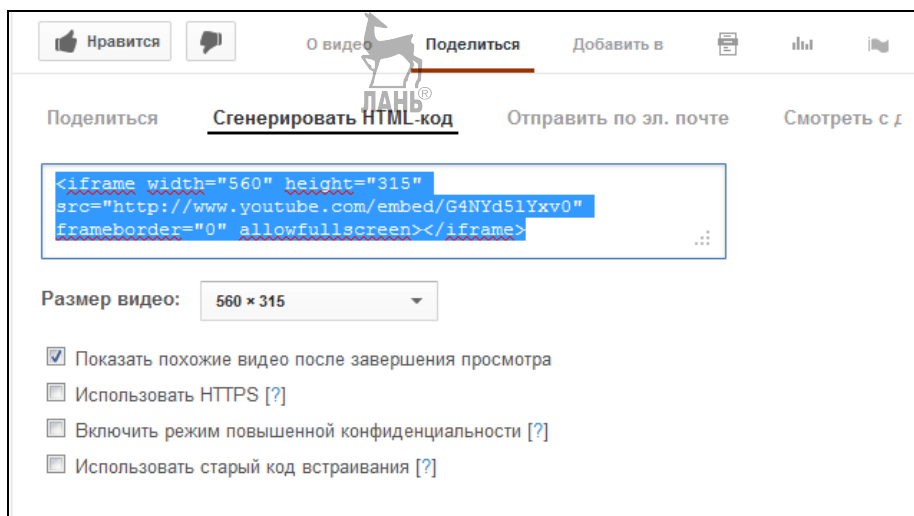 Нравится О видео Поделиться Добавить в
ЛАНЬ®
Поделиться Сгенерировать HTML-код Отправить по эл. почте Смотреть с д
<iframe width="560" height="315"
src="http://www.youtube.com/embed/G4NYd5lYxv0"
frameborder="0" allowfullscreen></iframe>
Размер видео: 560 × 315
Показать похожие видео после завершения просмотра
Использовать HTTPS [?]
Включить режим повышенной конфиденциальности [?]
Использовать старый код встраивания [?]